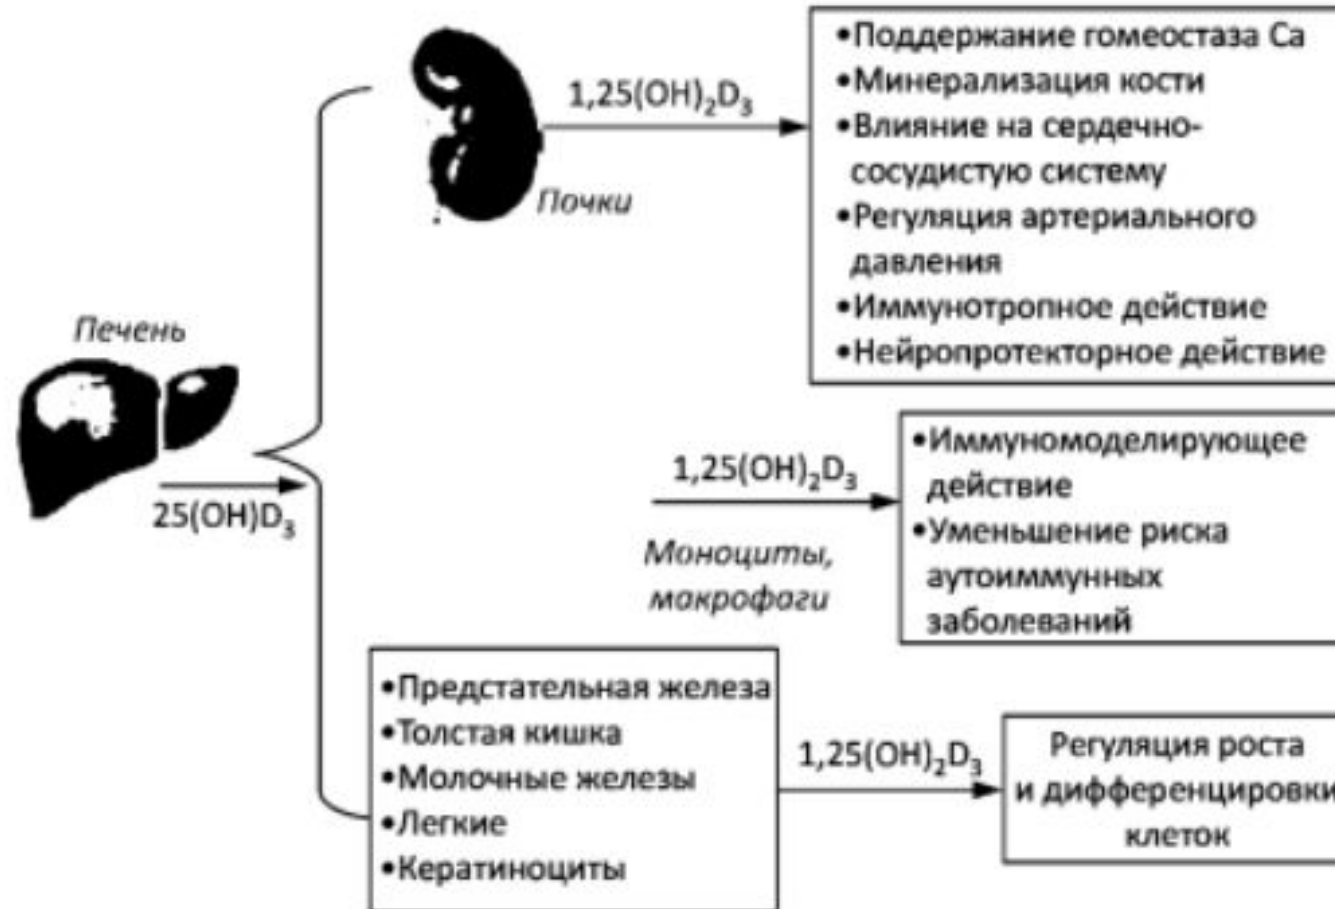 Печень
25(OH)D₃
Почки
1,25(OH)₂D₃
•Поддержание гомеостаза Ca
•Минерализация кости
•Влияние на сердечно-
сосудистую систему
•Регуляция артериального
давления
•Иммунотропное действие
•Нейропротекторное действие
1,25(OH)₂D₃
Моноциты,
макрофаги
•Иммуномоделирующее
действие
•Уменьшение риска
аутоиммунных
заболеваний
•Предстательная железа
•Толстая кишка
•Молочные железы
•Легкие
•Кератиноциты
1,25(OH)₂D₃
Регуляция роста
и дифференцировки
клеток